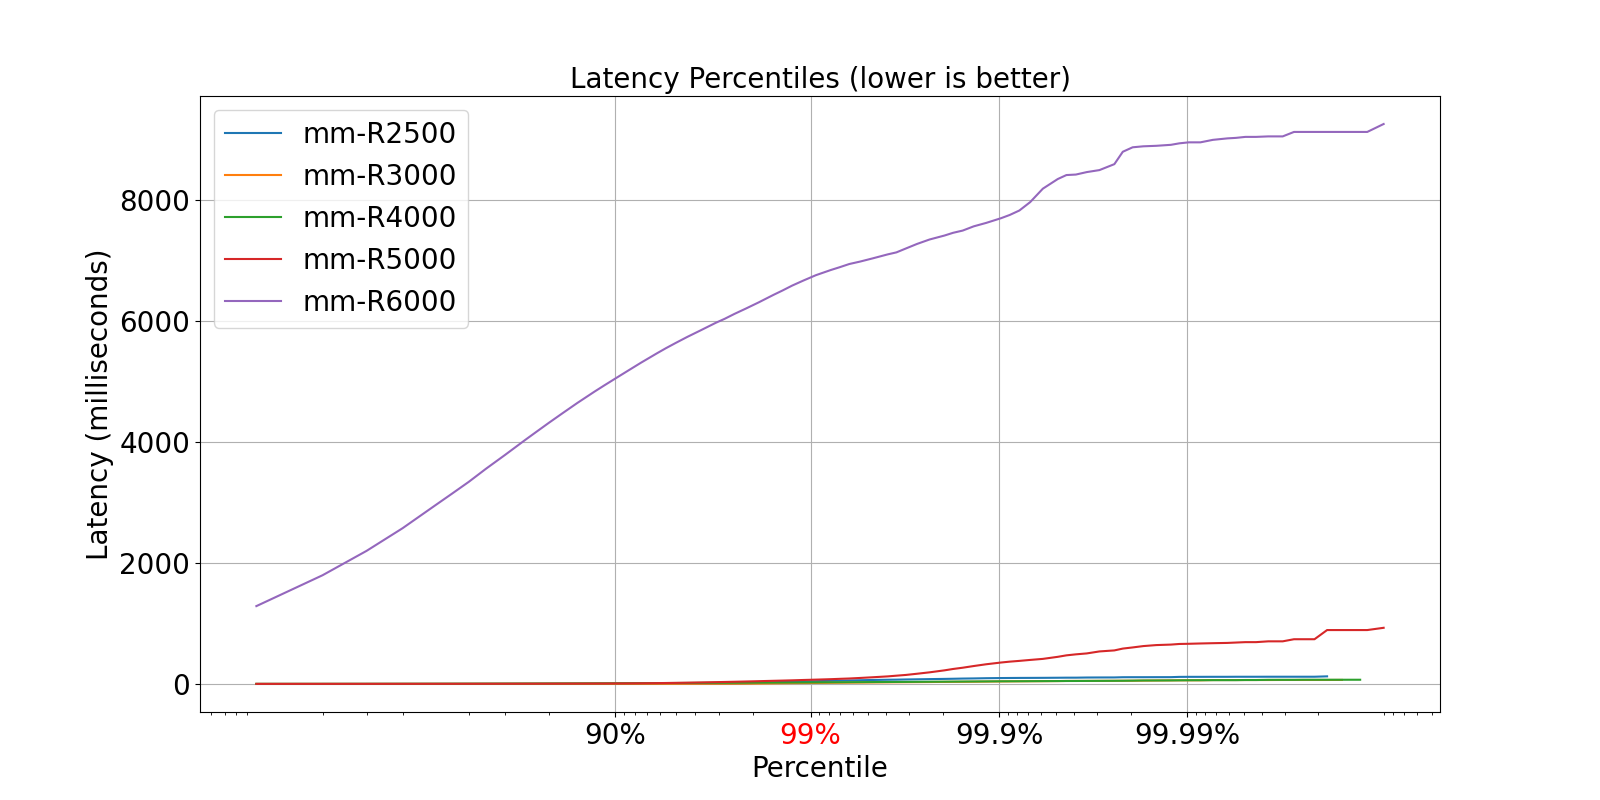 Latency Percentiles (lower is better)
mm-R2500
mm-R3000
mm-R4000
mm-R5000
mm-R6000
8000
6000
4000
2000
0
Latency (milliseconds)
90%
99%
99.9%
99.99%
Percentile